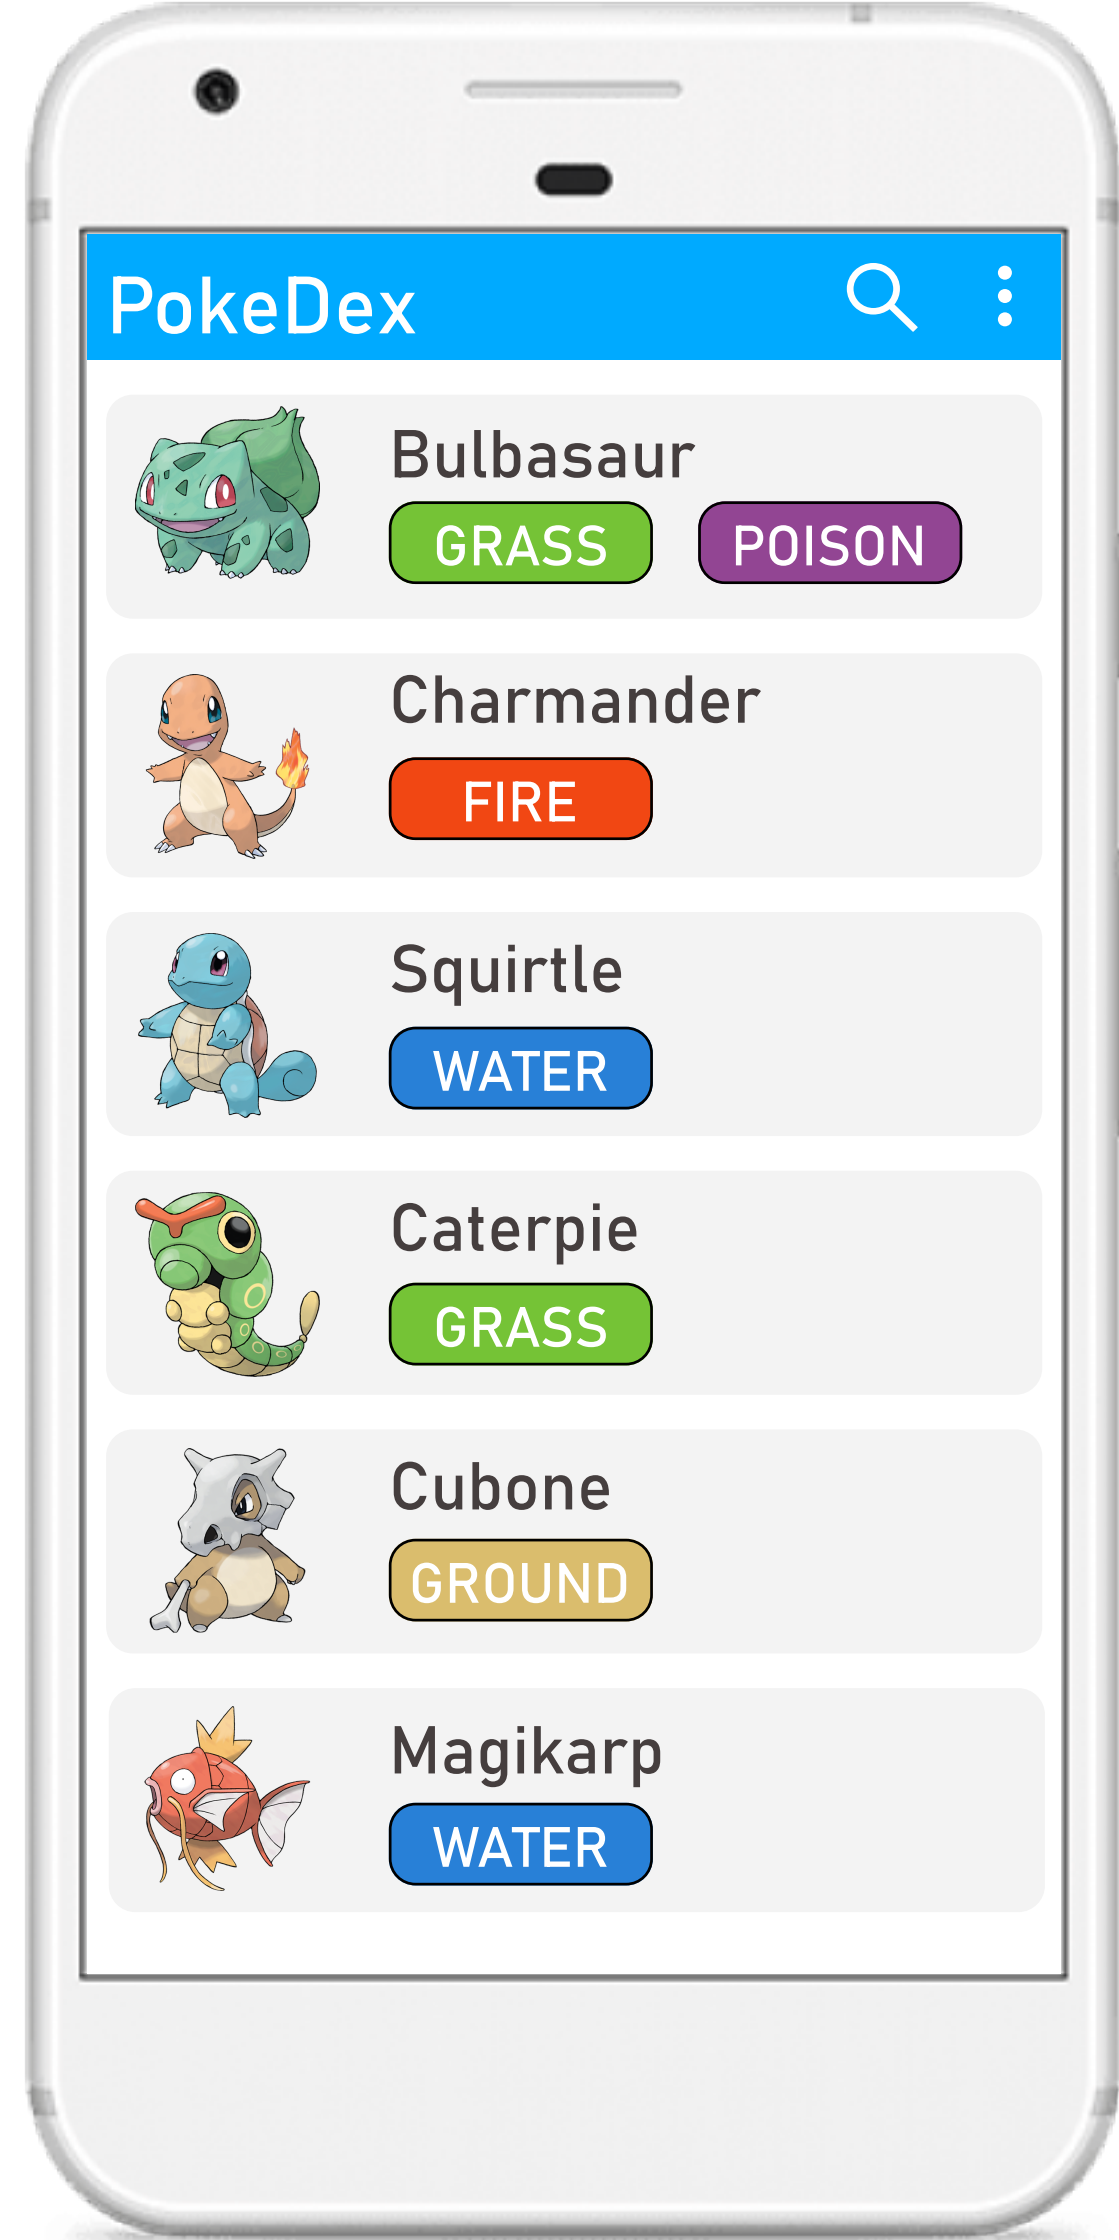 PokeDex
Bulbasaur
GRASS POISON
Charmander
FIRE
Squirtle
WATER
Caterpie
GRASS
Cubone
GROUND
Magikarp
WATER